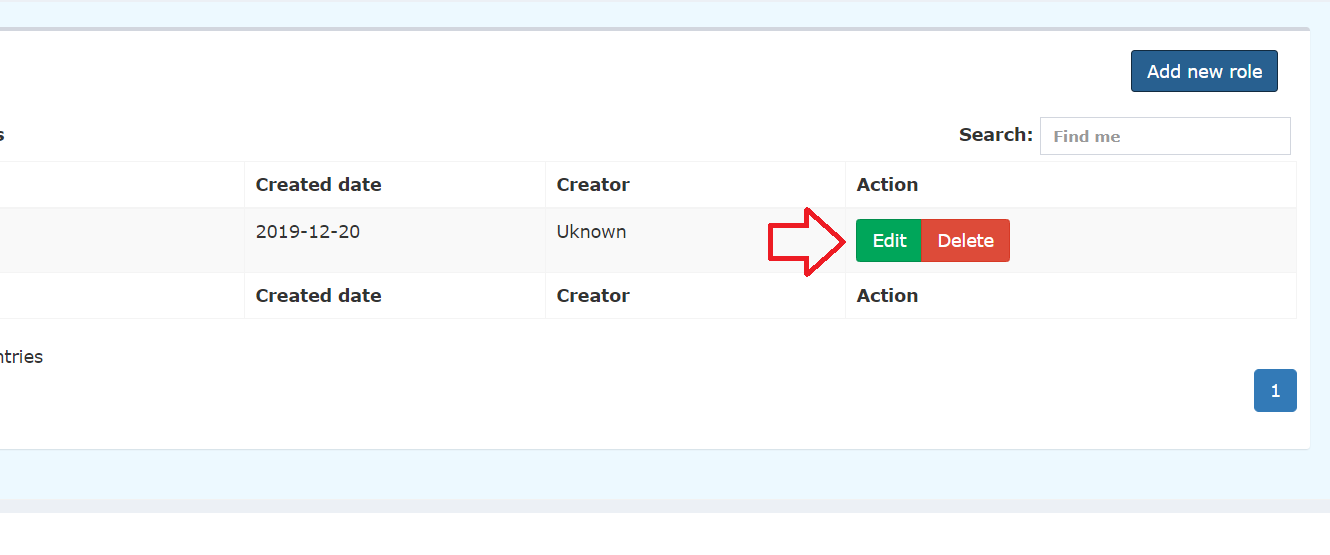 Add new role
s
Search: Find me
Created date Creator Action
2019-12-20 Uknown Edit Delete
Created date Creator Action
ntries
1